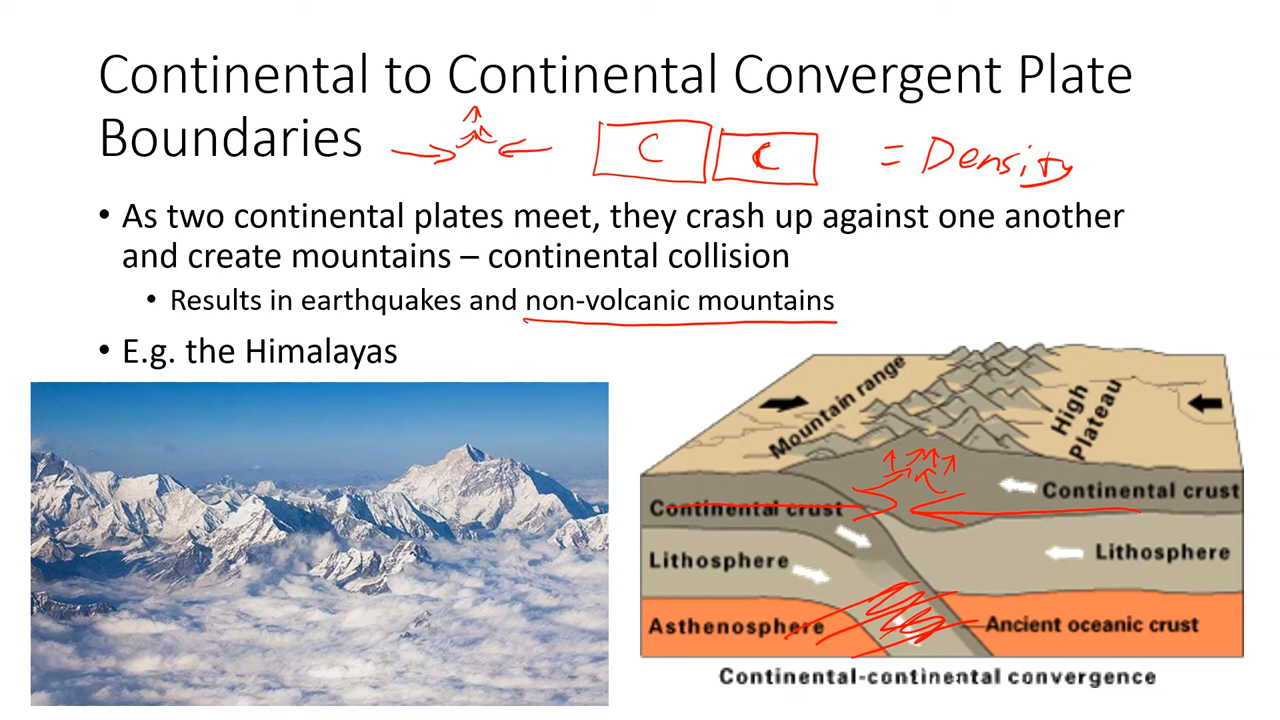 Continental to Continental Convergent Plate
Boundaries
C C = Density
• As two continental plates meet, they crash up against one another
and create mountains – continental collision
• Results in earthquakes and non-volcanic mountains
• E.g. the Himalayas
Mountain range
High
Plateau
Continental crust
Continental crust
Lithosphere
Lithosphere
Asthenosphere
Ancient oceanic crust
Continental-continental convergence